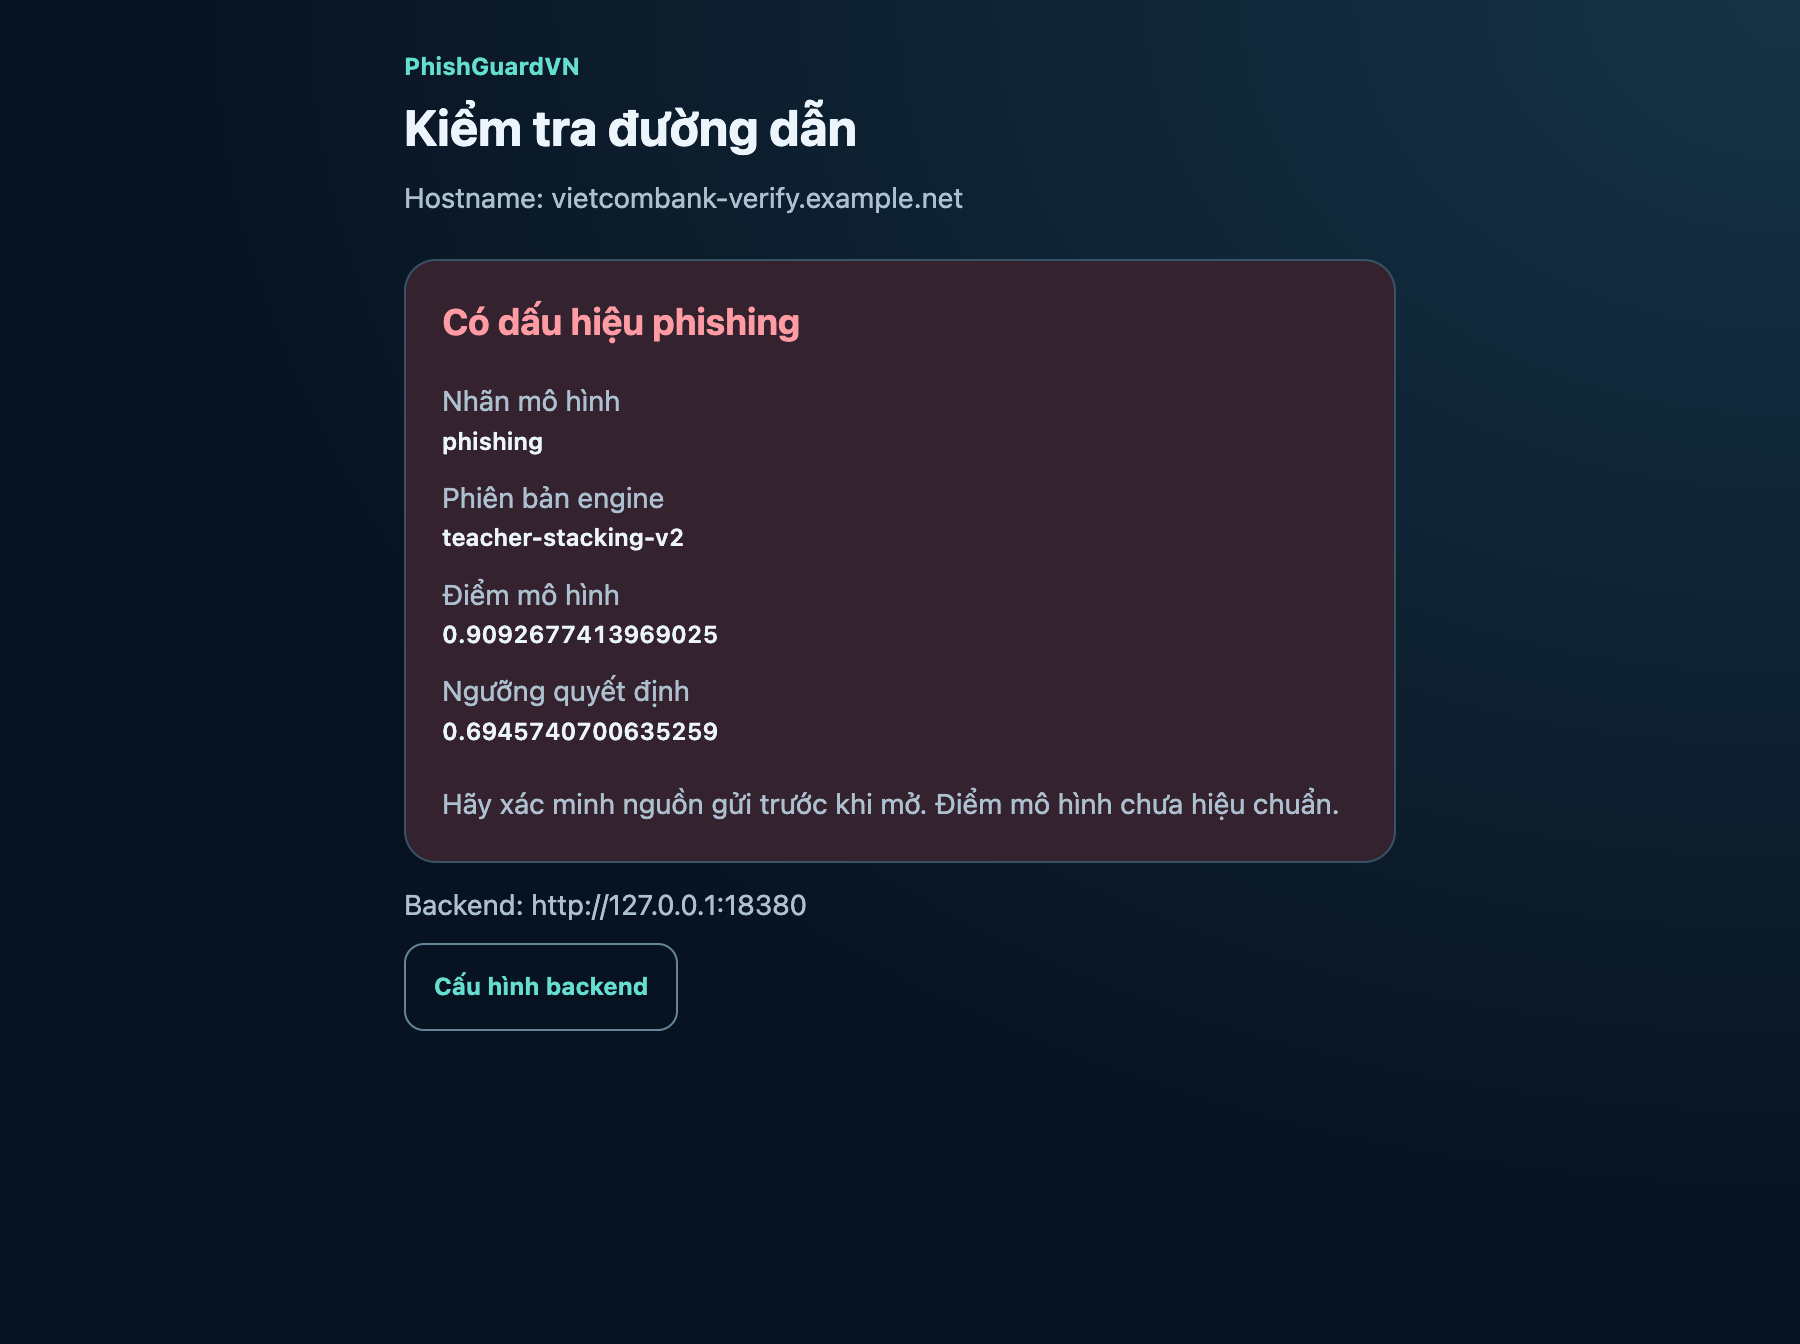 PhishGuardVN
Kiểm tra đường dẫn
Hostname: vietcombank-verify.example.net
Có dấu hiệu phishing
Nhãn mô hình
phishing
Phiên bản engine
teacher-stacking-v2
Điểm mô hình
0.9092677413969025
Ngưỡng quyết định
0.6945740700635259
Hãy xác minh nguồn gửi trước khi mở. Điểm mô hình chưa hiệu chuẩn.
Backend: http://127.0.0.1:18380
Cấu hình backend